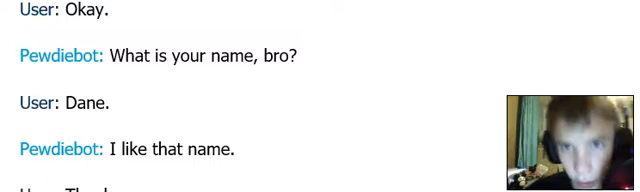 User: Okay.
Pewdiebot: What is your name, bro?
User: Dane.
Pewdiebot: I like that name.